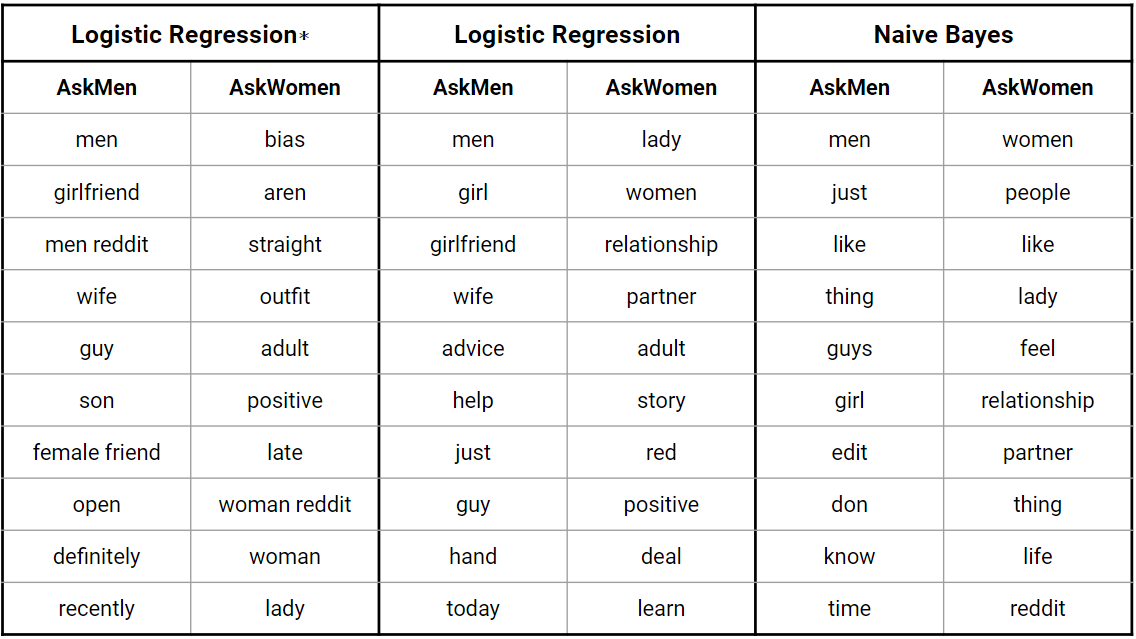 Logistic Regression* Logistic Regression Naive Bayes
AskMen AskWomen AskMen AskWomen AskMen AskWomen
men bias men lady men women
girlfriend aren girl women just people
men reddit straight girlfriend relationship like like
wife outfit wife partner thing lady
guy adult advice adult guys feel
son positive help story girl relationship
female friend late just red edit partner
open woman reddit guy positive don thing
definitely woman hand deal know life
recently lady today learn time reddit